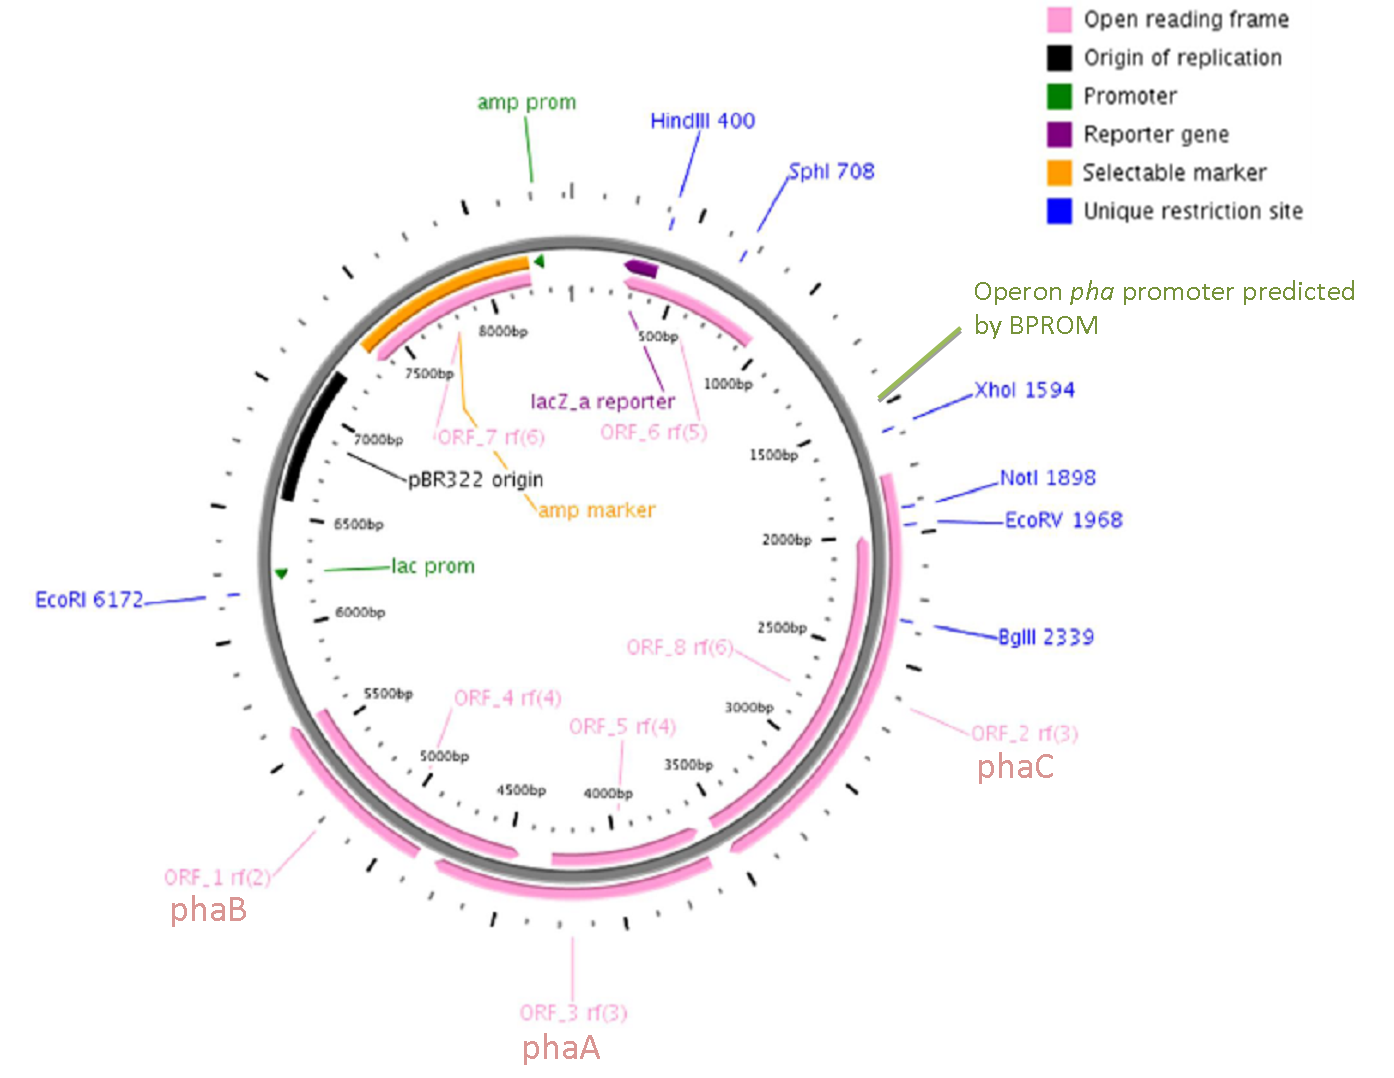 Open reading frame
Origin of replication
Promoter
Reporter gene
Selectable marker
Unique restriction site
amp prom
HindIII 400
SphI 708
Operon pha promoter predicted
by BPROM
XhoI 1594
NotI 1898
EcoRV 1968
BglII 2339
ORF_2 rf(3)
phaC
8000bp
500bp
7500bp
1000bp
lacZ_a reporter
ORF_7 rf(6)
ORF_6 rf(5)
7000bp
1500bp
pBR322 origin
amp marker
6500bp
2000bp
lac prom
EcoRI 6172
6000bp
2500bp
ORF_8 rf(6)
5500bp
ORF_4 rf(4)
3000bp
ORF_5 rf(4)
5000bp
3500bp
4500bp
4000bp
ORF_1 rf(2)
phaB
ORF_3 rf(3)
phaA